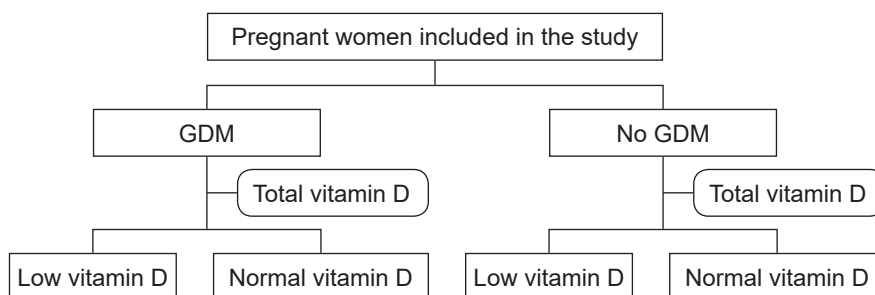 Pregnant women included in the study
GDM
No GDM
Total vitamin D
Total vitamin D
Low vitamin D
Normal vitamin D
Low vitamin D
Normal vitamin D